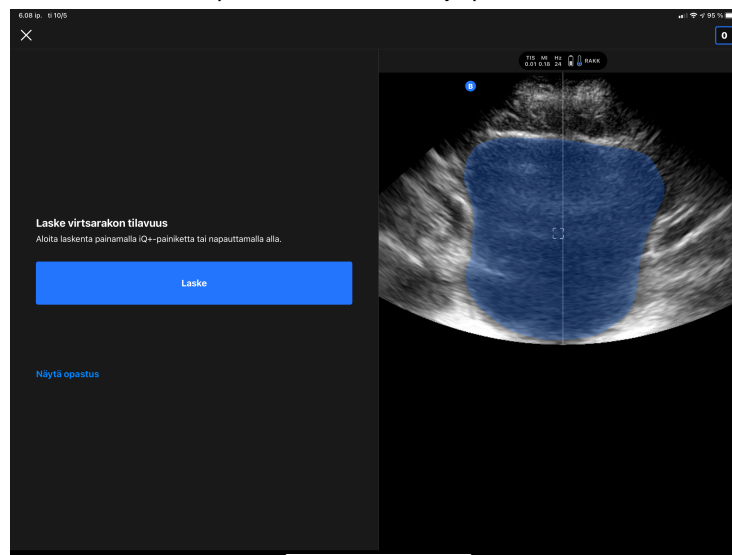 6.08 ip. ti 10/5
95 %
0
TIS MI Hz
0.01 0.18 24 RAKK
B
Laske virtsarakon tilavuus
Aloita laskenta painamalla iQ+-painiketta tai napauttamalla alla.
Laske
Näytä opastus